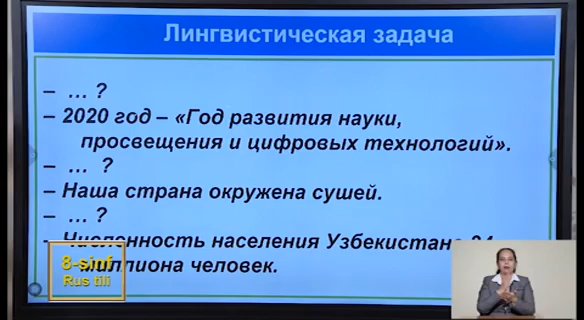 Лингвистическая задача
– ... ?
– 2020 год – «Год развития науки,
просвещения и цифровых технологий».
– ... ?
– Наша страна окружена сушей.
– ... ?
– Численность населения Узбекистана 34
миллиона человек.
8-sinf
Rus tili